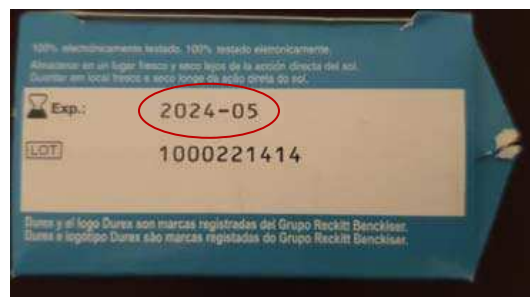 100% electrónicamente testado. 100% testado eletronicamente.
Almacenar en un lugar fresco y seco lejos de la acción directa del sol.
Guardar em local fresco e seco longe da ação direta do sol.
Exp.: 2024-05
LOT 1000221414
Durex y el logo Durex son marcas registradas del Grupo Reckitt Benckiser.
Durex e logótipo Durex são marcas registadas do Grupo Reckitt Benckiser.